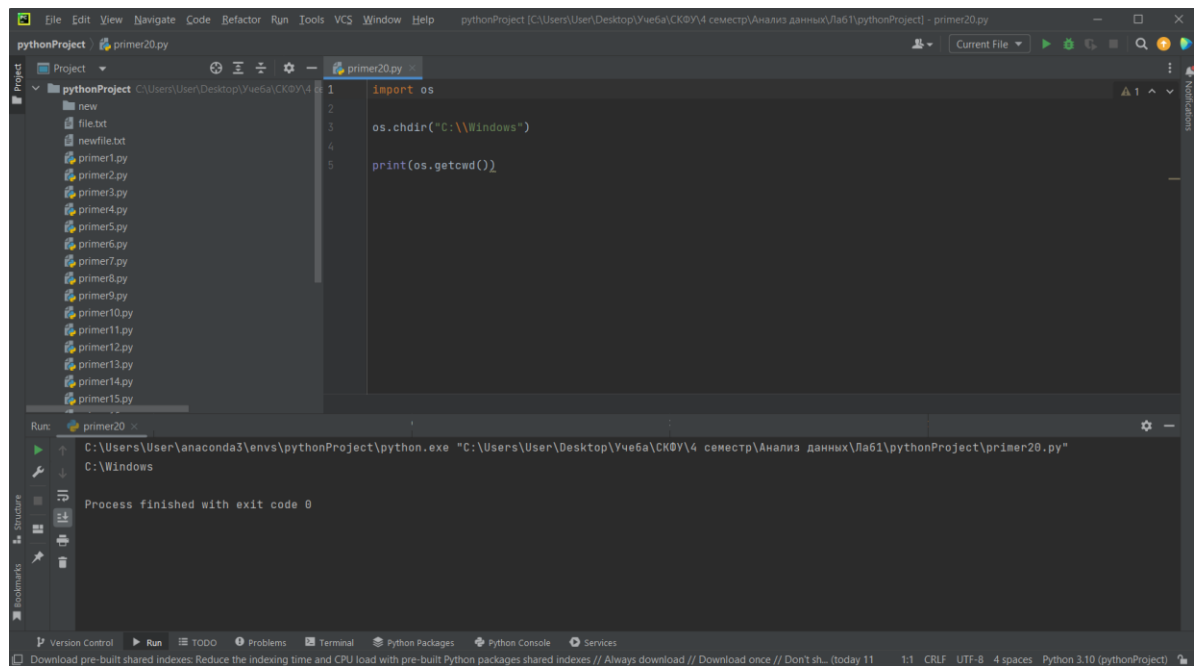 File Edit View Navigate Code Refactor Run Tools VCS Window Help pythonProject [C:\Users\User\Desktop\Учеба\СКФУ\4 семестр\Анализ данных\Лаб1\pythonProject] - primer20.py
pythonProject primer20.py Current File
Project primer20.py
Project
Notifications
pythonProject C:\Users\User\Desktop\Учеба\СКФУ\4 се
new
file.txt
newfile.txt
primer1.py
primer2.py
primer3.py
primer4.py
primer5.py
primer6.py
primer7.py
primer8.py
primer9.py
primer10.py
primer11.py
primer12.py
primer13.py
primer14.py
primer15.py
1 import os 1
2
3 os.chdir("C:\\Windows")
4
5 print(os.getcwd())
Run: primer20
C:\Users\User\anaconda3\envs\pythonProject\python.exe "C:\Users\User\Desktop\Учеба\СКФУ\4 семестр\Анализ данных\Лаб1\pythonProject\primer20.py"
C:\Windows
Process finished with exit code 0
Structure
Bookmarks
Version Control Run TODO Problems Terminal Python Packages Python Console Services
Download pre-built shared indexes: Reduce the indexing time and CPU load with pre-built Python packages shared indexes // Always download // Download once // Don't sh... (today 11 1:1 CRLF UTF-8 4 spaces Python 3.10 (pythonProject)